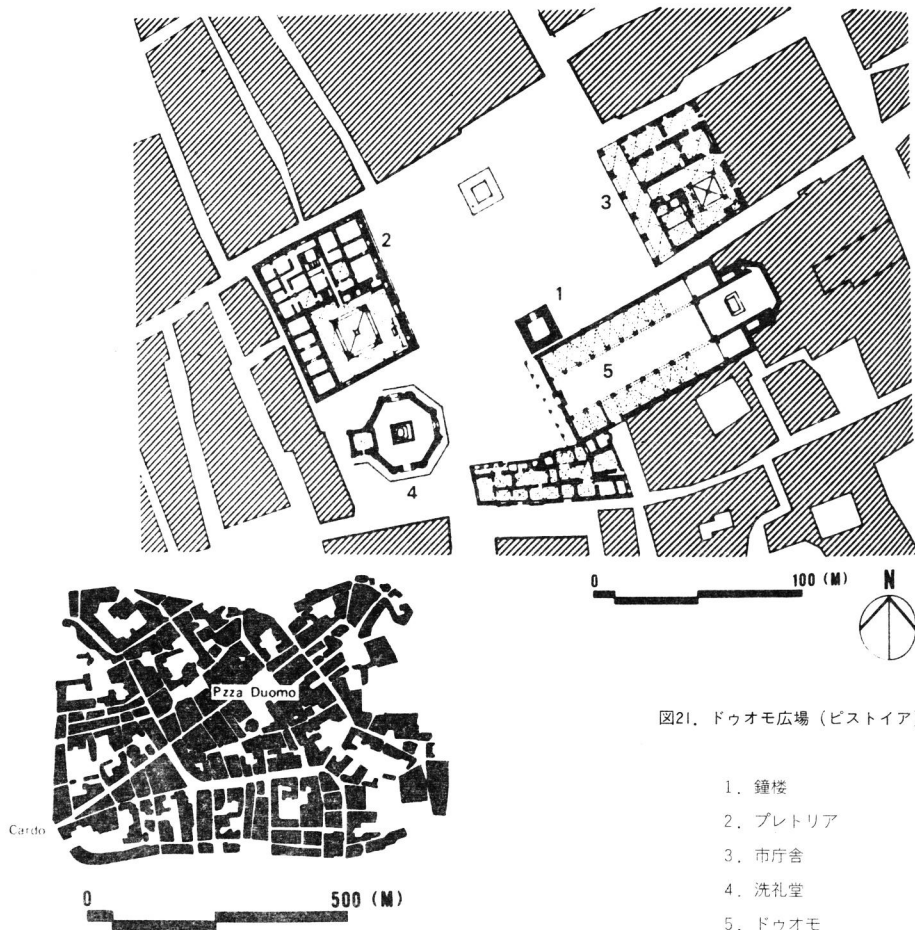 2
3
1
5
4
0 100 (M)
N
Pzza Duomo
Cardo
0 500 (M)
図21. ドゥオモ広場 (ピストイア)
1. 鐘楼
2. プレトリア
3. 市庁舎
4. 洗礼堂
5. ドゥオモ